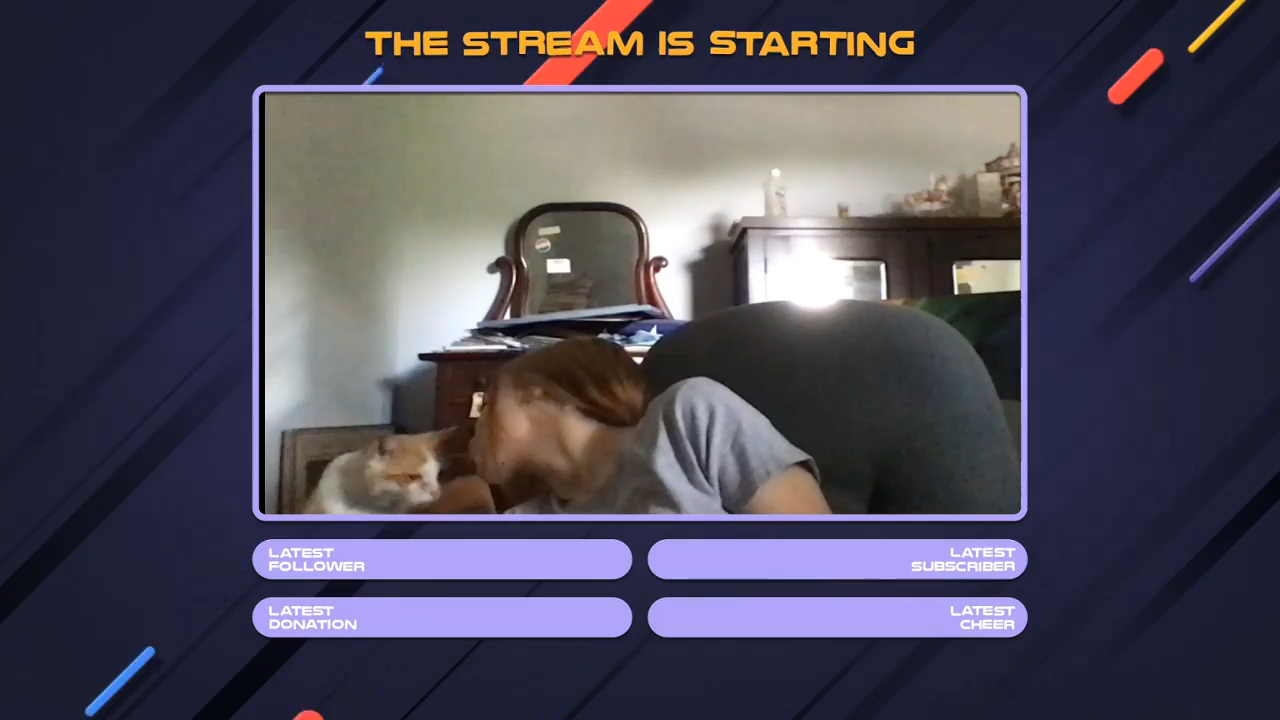 THE STREAM IS STARTING
LATEST
FOLLOWER
LATEST
SUBSCRIBER
LATEST
DONATION
LATEST
CHEER